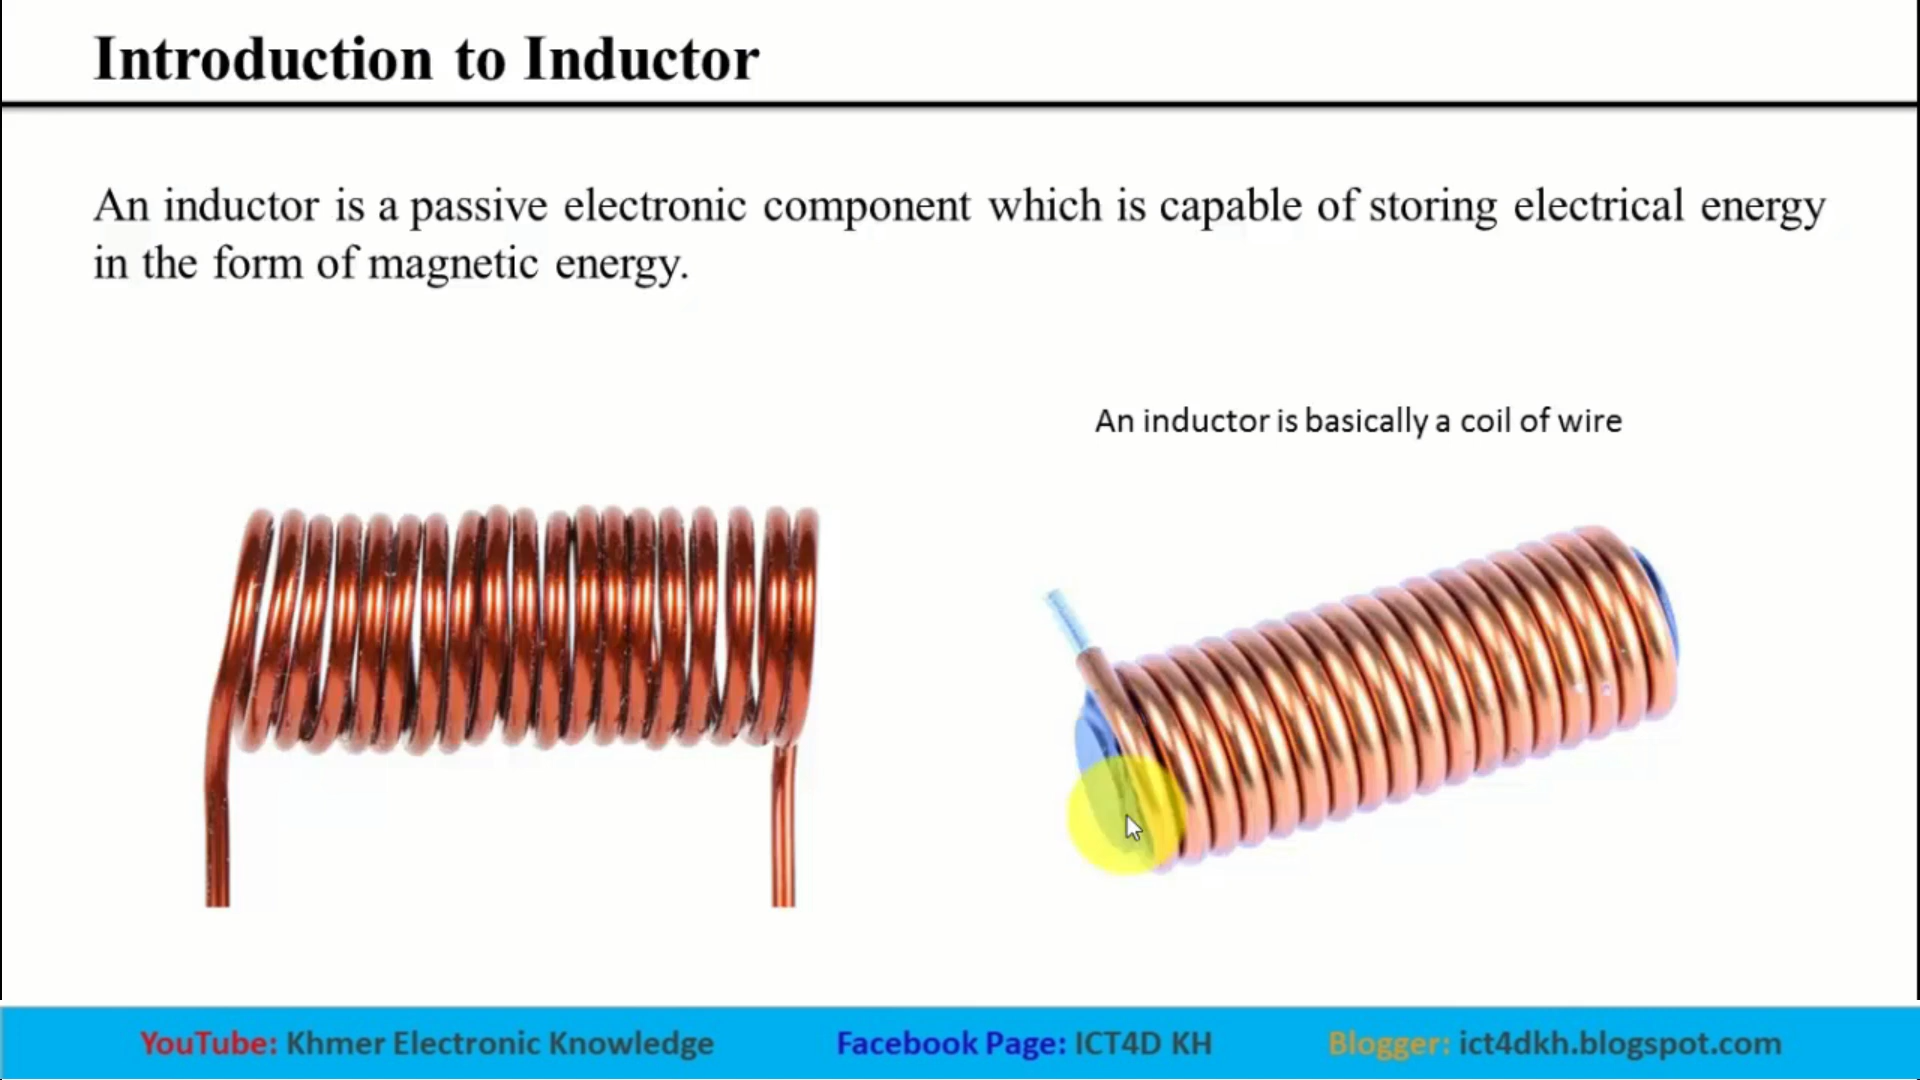 Introduction to Inductor
An inductor is a passive electronic component which is capable of storing electrical energy
in the form of magnetic energy.
An inductor is basically a coil of wire
YouTube: Khmer Electronic Knowledge Facebook Page: ICT4D KH Blogger: ict4dkh.blogspot.com